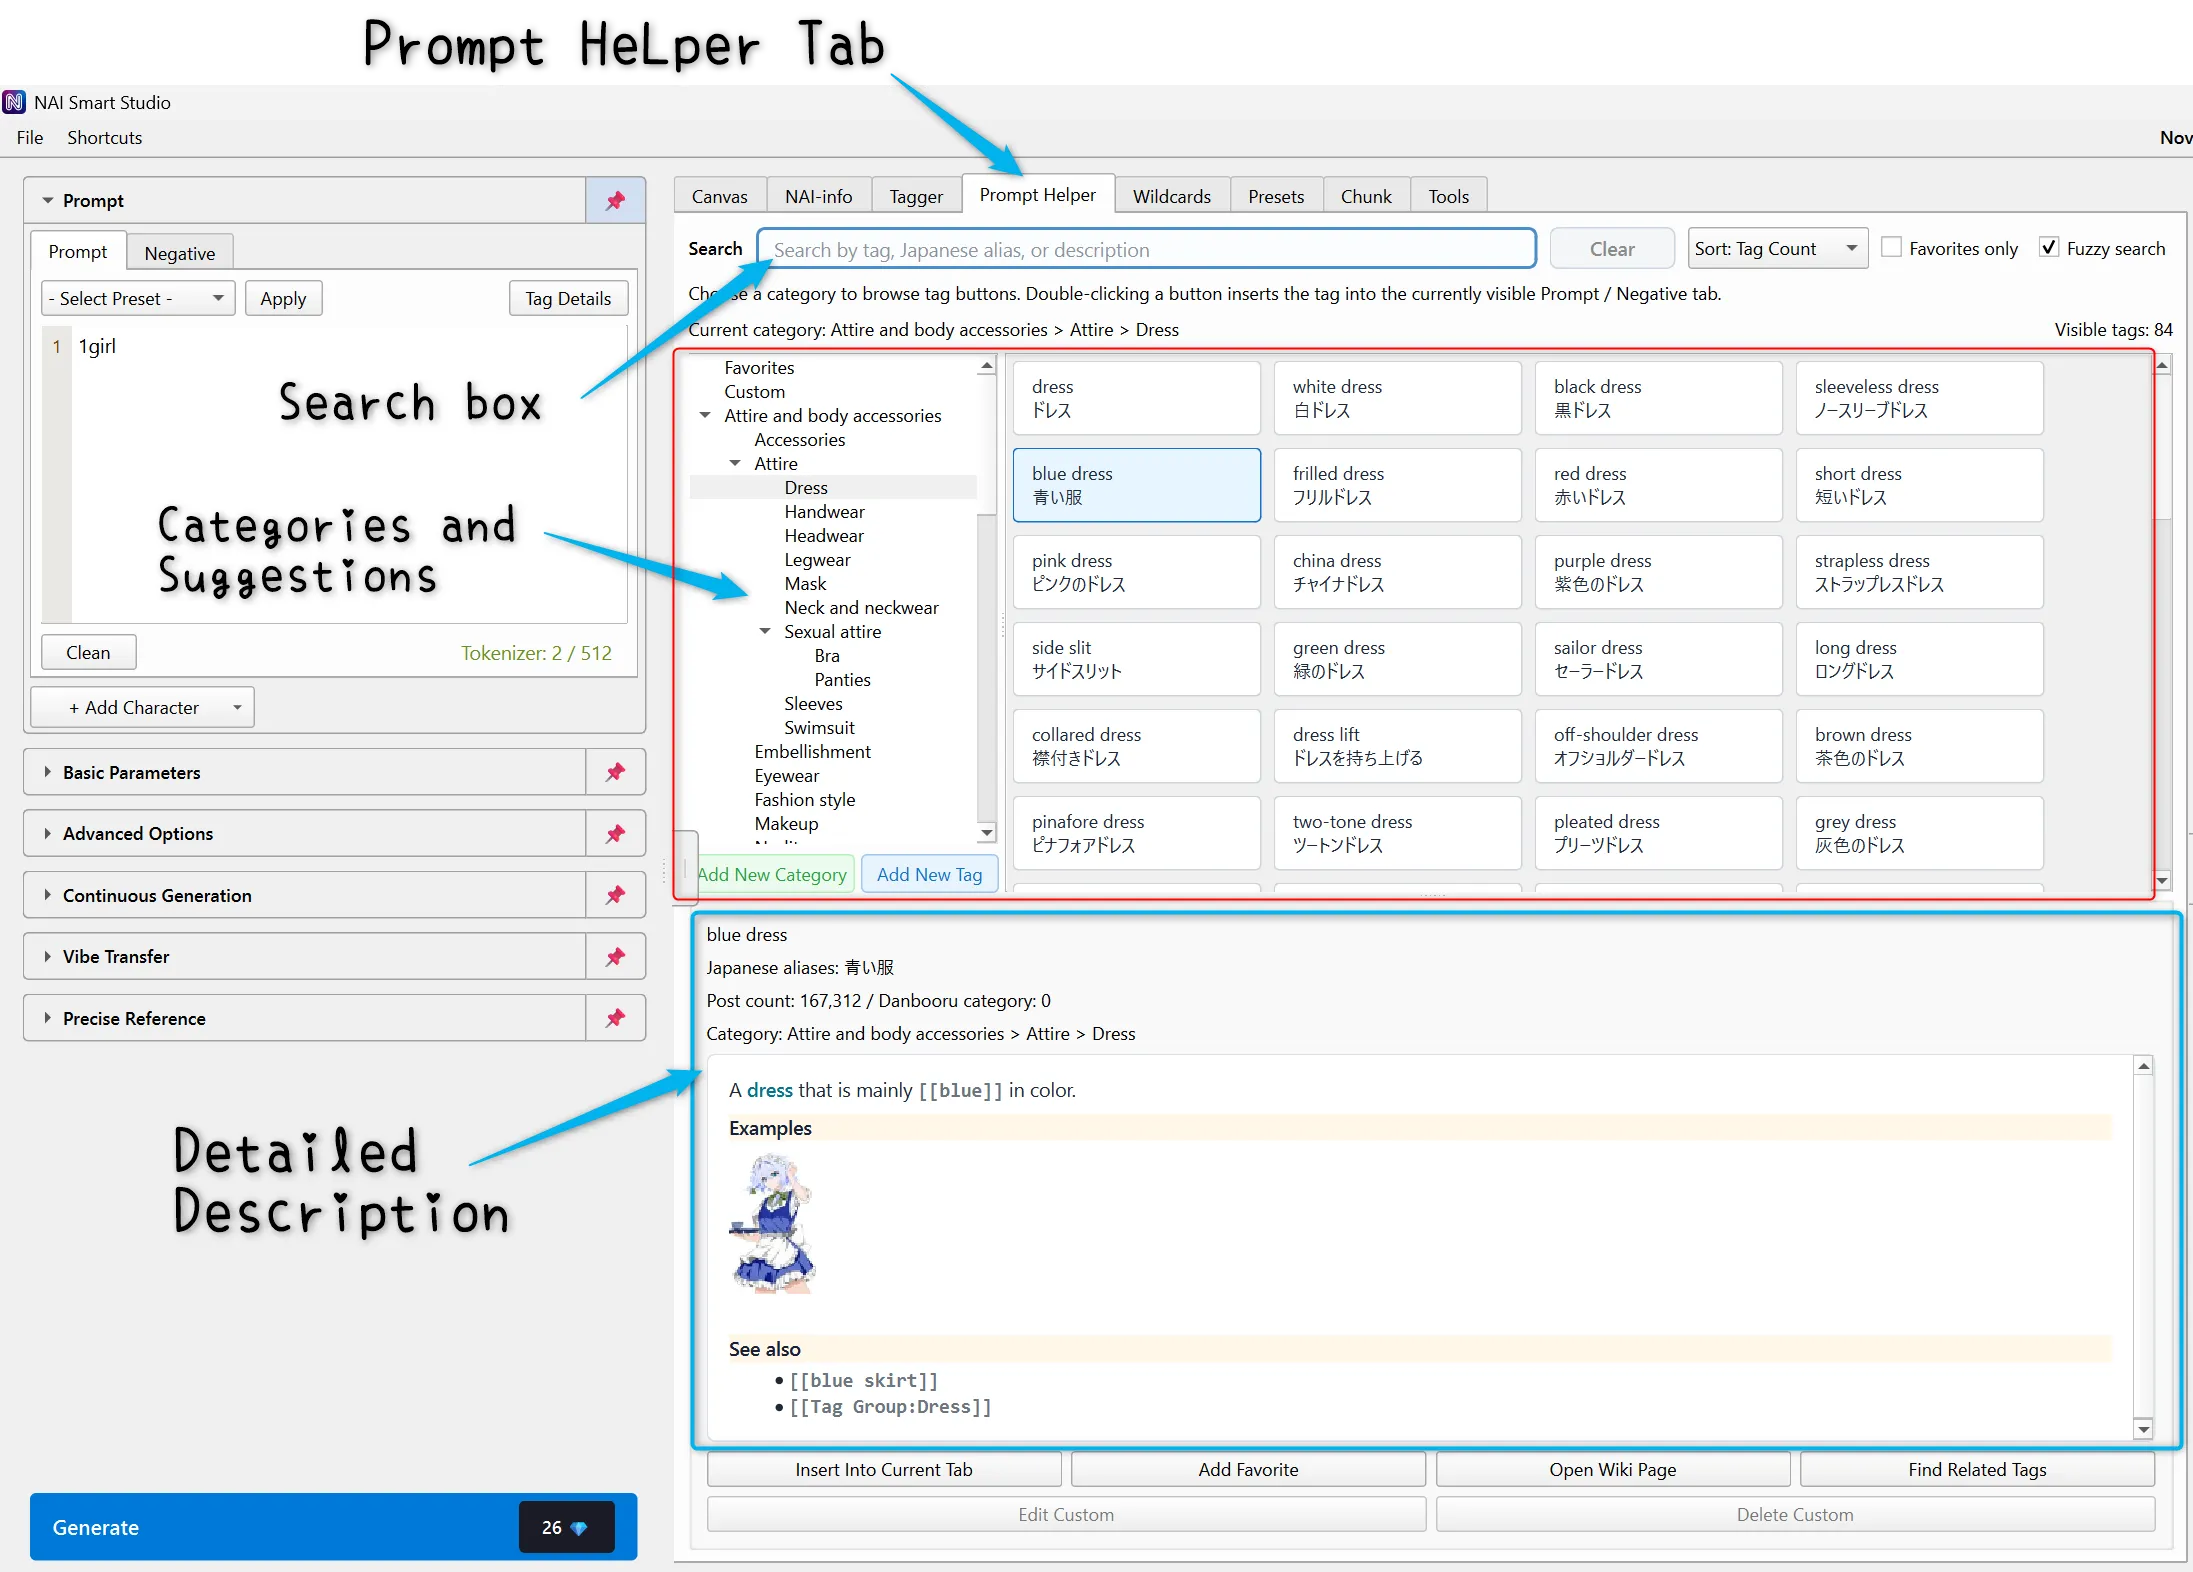 Prompt Helper Tab
NAI Smart Studio
File Shortcuts
Nov
Prompt
Canvas NAI-info Tagger Prompt Helper Wildcards Presets Chunk Tools
Prompt Negative
Search Search by tag, Japanese alias, or description Clear Sort: Tag Count Favorites only Fuzzy search
- Select Preset - Apply Tag Details
Choose a category to browse tag buttons. Double-clicking a button inserts the tag into the currently visible Prompt / Negative tab.
Current category: Attire and body accessories > Attire > Dress Visible tags: 84
1 1girl
Search box
Categories and
Suggestions
Clean Tokenizer: 2 / 512
+ Add Character
Basic Parameters
Advanced Options
Continuous Generation
Vibe Transfer
Precise Reference
Favorites
Custom
Attire and body accessories
Accessories
Attire
Dress
Handwear
Headwear
Legwear
Mask
Neck and neckwear
Sexual attire
Bra
Panties
Sleeves
Swimsuit
Embellishment
Eyewear
Fashion style
Makeup
Add New Category Add New Tag
dress
ドレス
white dress
白ドレス
black dress
黒ドレス
sleeveless dress
ノースリーブドレス
blue dress
青い服
frilled dress
フリルドレス
red dress
赤いドレス
short dress
短いドレス
pink dress
ピンクのドレス
china dress
チャイナドレス
purple dress
紫色のドレス
strapless dress
ストラップレスドレス
side slit
サイドスリット
green dress
緑のドレス
sailor dress
セーラードレス
long dress
ロングドレス
collared dress
襟付きドレス
dress lift
ドレスを持ち上げる
off-shoulder dress
オフショルダードレス
brown dress
茶色のドレス
pinafore dress
ピナフォアドレス
two-tone dress
ツートンドレス
pleated dress
プリーツドレス
grey dress
灰色のドレス
blue dress
Japanese aliases: 青い服
Post count: 167,312 / Danbooru category: 0
Category: Attire and body accessories > Attire > Dress
A dress that is mainly [[blue]] in color.
Examples
Detailed
Description
See also
• [[blue skirt]]
• [[Tag Group:Dress]]
Insert Into Current Tab Add Favorite Open Wiki Page Find Related Tags
Edit Custom Delete Custom
Generate 26